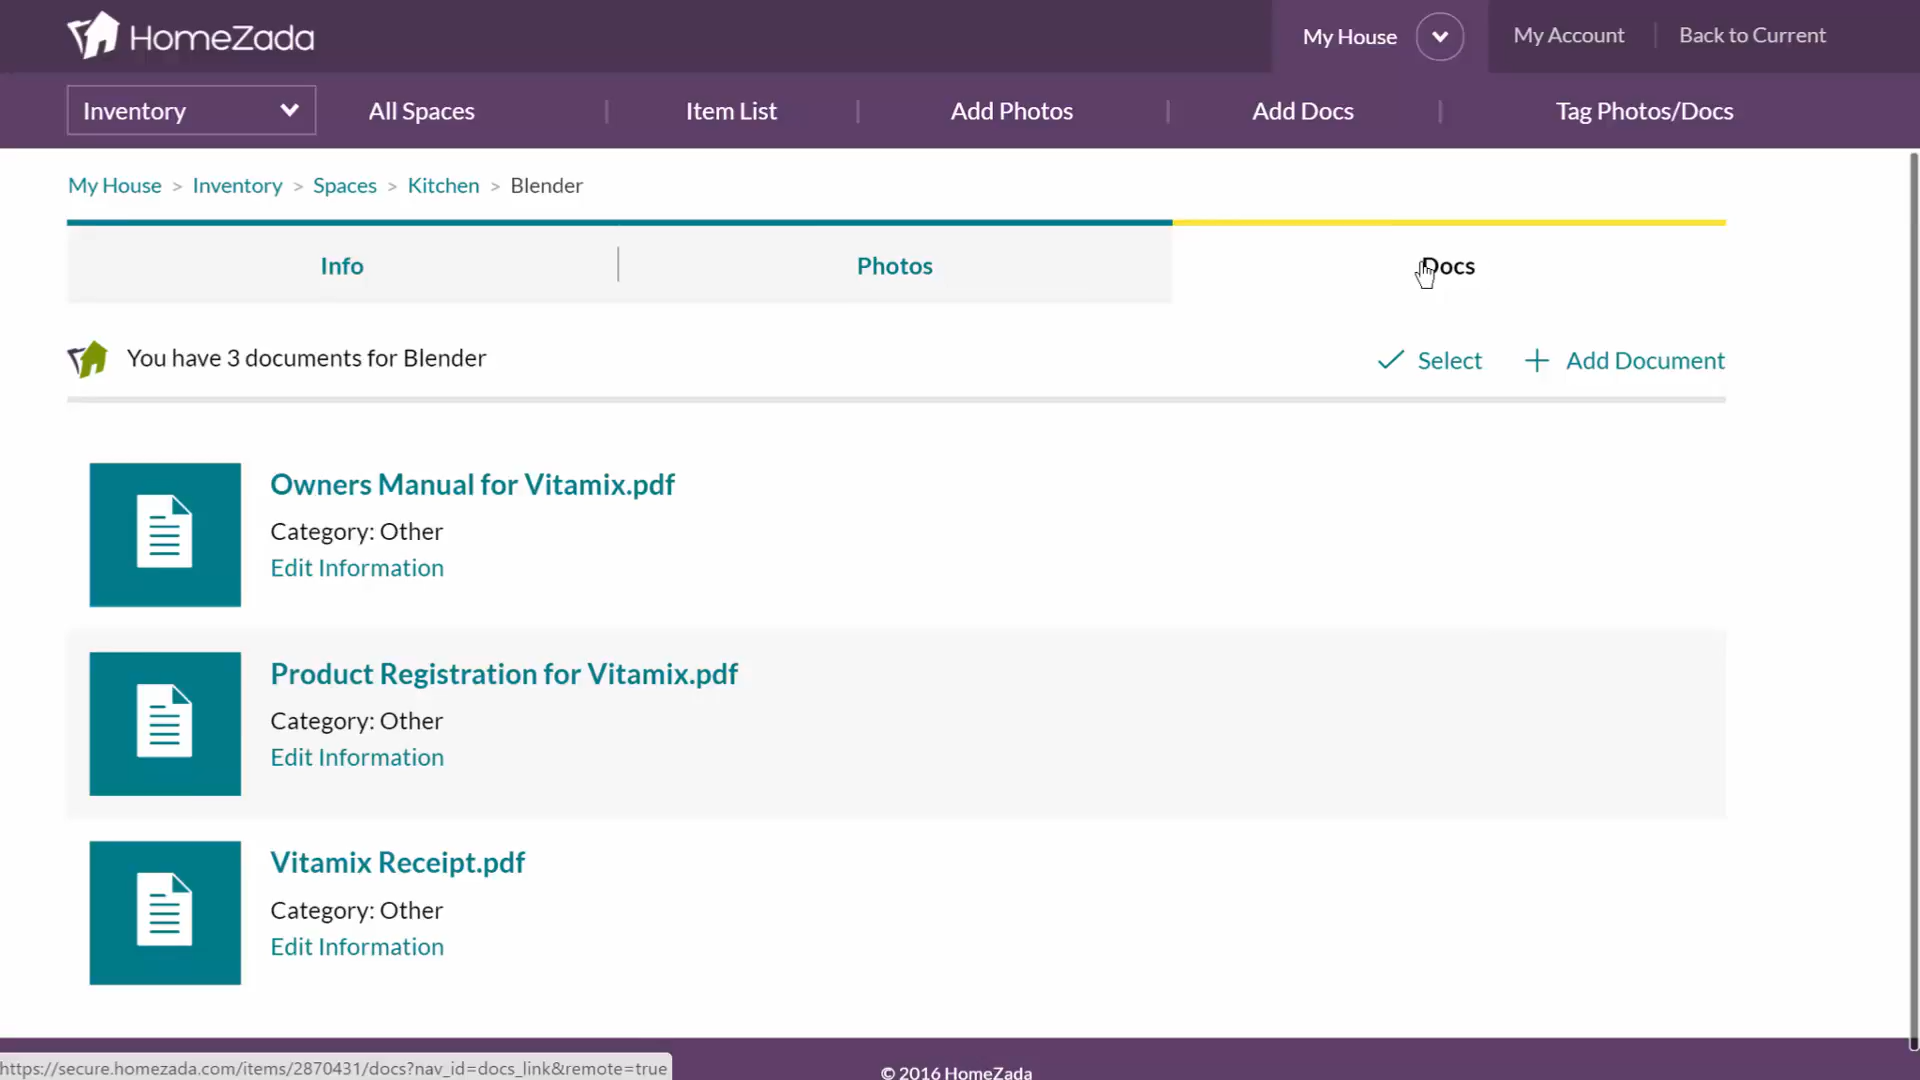 HomeZada
My House
My Account
Back to Current
Inventory
All Spaces
Item List
Add Photos
Add Docs
Tag Photos/Docs
My House > Inventory > Spaces > Kitchen > Blender
Info
Photos
Docs
You have 3 documents for Blender
Select
Add Document
Owners Manual for Vitamix.pdf
Category: Other
Edit Information
Product Registration for Vitamix.pdf
Category: Other
Edit Information
Vitamix Receipt.pdf
Category: Other
Edit Information
https://secure.homezada.com/items/2870431/docs?nav_id=docs_link&remote=true
© 2016 HomeZada